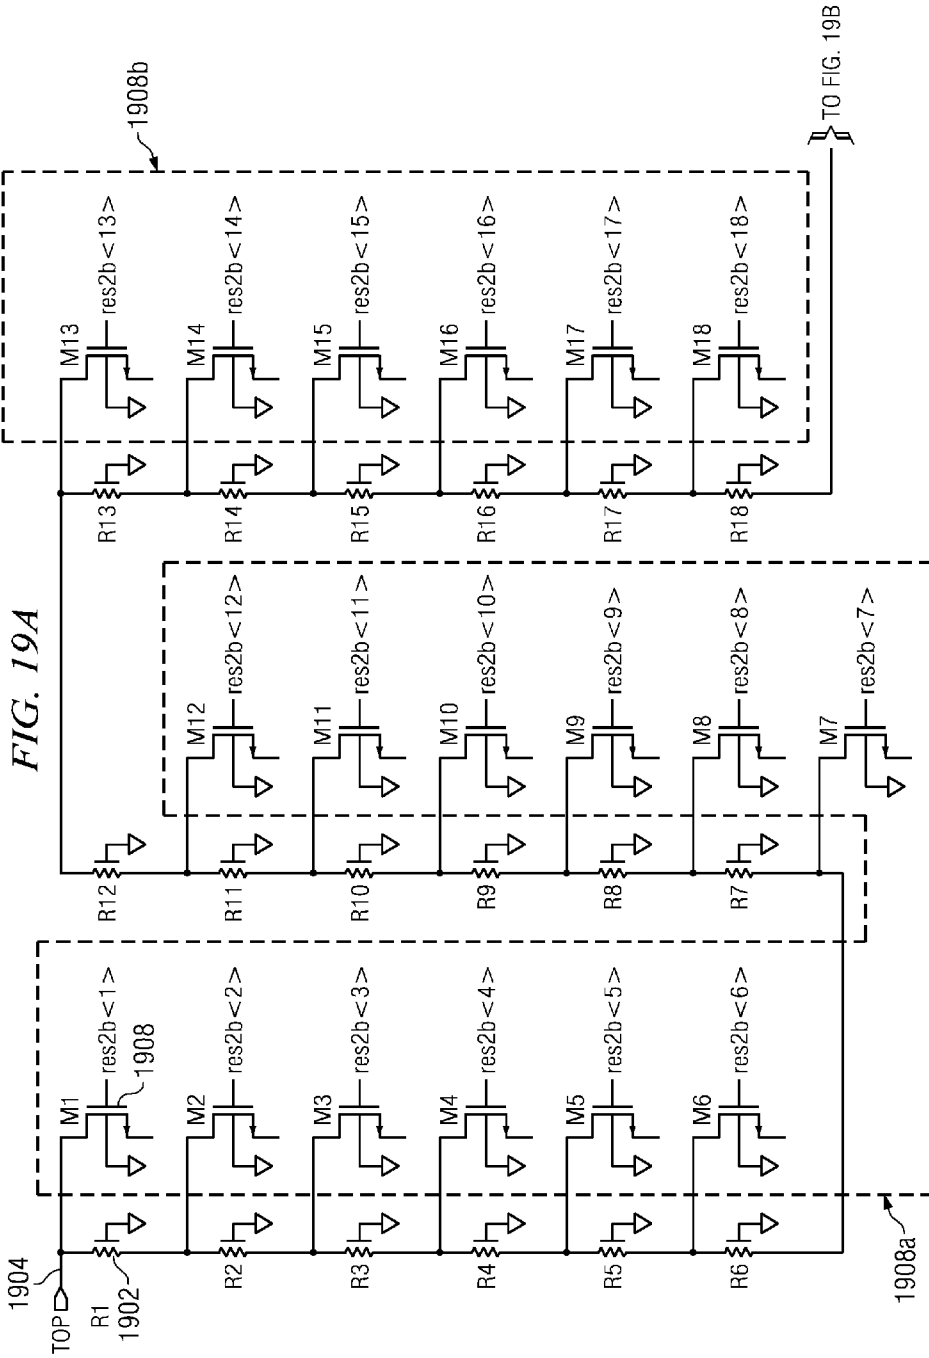 FIG. 19A
TOP
1904
R1
1902
R2
R3
R4
R5
R6
M1
res2b<1>
1908
M2
res2b<2>
M3
res2b<3>
M4
res2b<4>
M5
res2b<5>
M6
res2b<6>
1908a
R12
R11
R10
R9
R8
R7
M12
res2b<12>
M11
res2b<11>
M10
res2b<10>
M9
res2b<9>
M8
res2b<8>
M7
res2b<7>
R13
R14
R15
R16
R17
R18
M13
res2b<13>
M14
res2b<14>
M15
res2b<15>
M16
res2b<16>
M17
res2b<17>
M18
res2b<18>
1908b
TO FIG. 19B